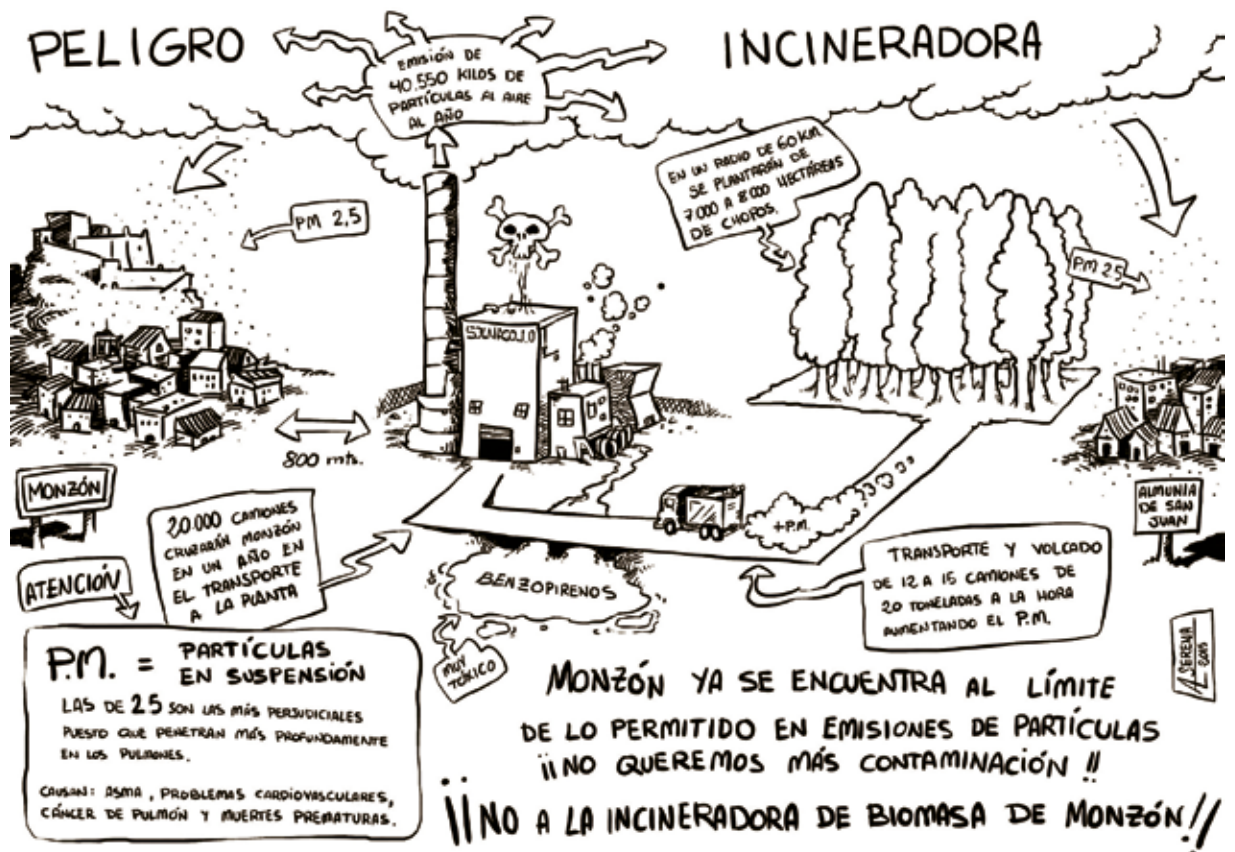 PELIGRO
INCINERADORA
EMISIÓN DE
40.550 KILOS DE
PARTÍCULAS AL AIRE
AL AÑO
EN UN RADIO DE 60 KM
SE PLANTARÁN DE
7.000 A 8.000 HECTÁREAS
DE CHOPOS.
PM 2,5
P.M 25
800 mts.
MONZÓN
ALMUNIA
DE SAN
JUAN
20.000 CAMIONES
CRUZARÁN MONZÓN
EN UN AÑO EN
EL TRANSPORTE
A LA PLANTA
+P.M.
BENZOPIRENOS
MUY
TÓXICO
TRANSPORTE Y VOLCADO
DE 12 A 15 CAMIONES DE
20 TONELADAS A LA HORA
AUMENTANDO EL P.M.
ATENCIÓN
P.M. = PARTÍCULAS
EN SUSPENSIÓN
LAS DE 25 SON LAS MÁS PERJUDICIALES
PUESTO QUE PENETRAN MÁS PROFUNDAMENTE
EN LOS PULMONES.
CAUSAN: ASMA, PROBLEMAS CARDIOVASCULARES,
CÁNCER DE PULMÓN Y MUERTES PREMATURAS.
A. SERENA
2015
MONZÓN YA SE ENCUENTRA AL LÍMITE
DE LO PERMITIDO EN EMISIONES DE PARTÍCULAS
¡¡NO QUEREMOS MÁS CONTAMINACIÓN!!
¡¡NO A LA INCINERADORA DE BIOMASA DE MONZÓN!!